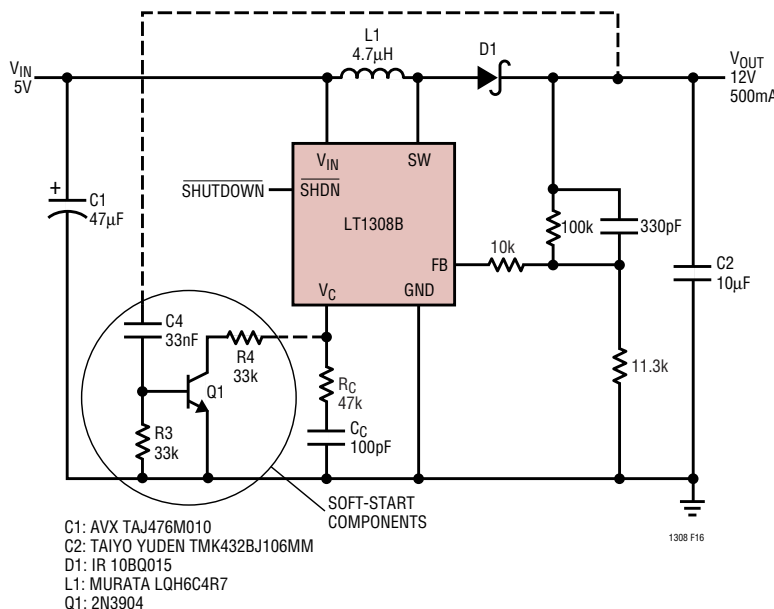 L1
4.7µH
D1
VIN
5V
VOUT
12V
500mA
VIN
SW
SHUTDOWN
SHDN
LT1308B
C1
47µF
+
100k
330pF
10k
FB
C2
10µF
VC
GND
C4
33nF
R4
33k
11.3k
Q1
RC
47k
R3
33k
CC
100pF
SOFT-START
COMPONENTS
1308 F16
C1: AVX TAJ476M010
C2: TAIYO YUDEN TMK432BJ106MM
D1: IR 10BQ015
L1: MURATA LQH6C4R7
Q1: 2N3904